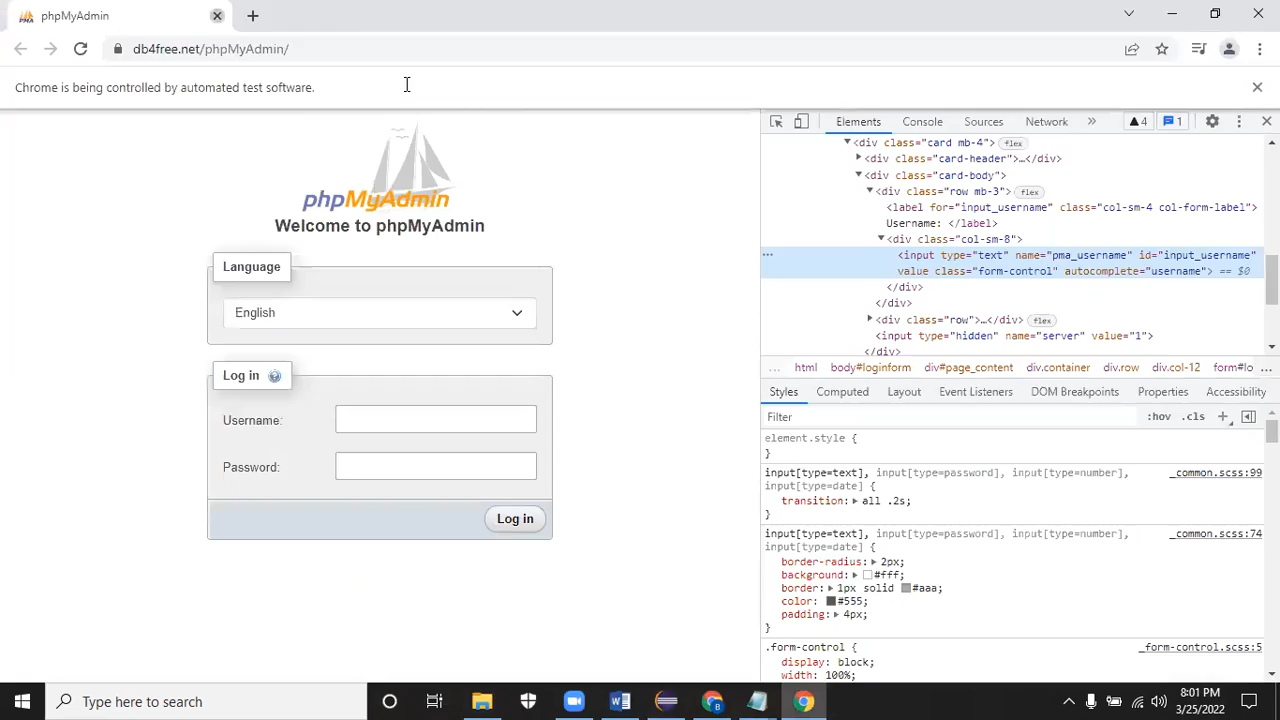 phpMyAdmin
db4free.net/phpMyAdmin/
Chrome is being controlled by automated test software.
phpMyAdmin
Welcome to phpMyAdmin
Language
English
Log in
Username:
Password:
Log in
Elements Console Sources Network » 4 1
<div class="card mb-4"> flex
<div class="card-header">…</div>
<div class="card-body">
<div class="row mb-3"> flex
<label for="input_username" class="col-sm-4 col-form-label">
Username: </label>
<div class="col-sm-8">
<input type="text" name="pma_username" id="input_username"
value class="form-control" autocomplete="username"> == $0
</div>
</div>
<div class="row">…</div> flex
<input type="hidden" name="server" value="1">
</div>
... html body#loginform div#page_content div.container div.row div.col-12 form#lo ...
Styles Computed Layout Event Listeners DOM Breakpoints Properties Accessibility
Filter :hov .cls +
element.style {
}
input[type=text], input[type=password], input[type=number], _common.scss:99
input[type=date] {
transition: all .2s;
}
input[type=text], input[type=password], input[type=number], _common.scss:74
input[type=date] {
border-radius: 2px;
background: #fff;
border: 1px solid #aaa;
color: #555;
padding: 4px;
}
.form-control { _form-control.scss:5
display: block;
width: 100%;
Type here to search
8:01 PM
3/25/2022